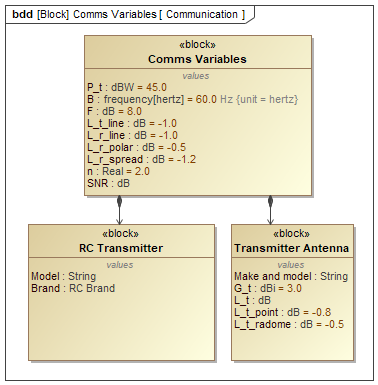 bdd [Block] Comms Variables [ Communication ]
«block»
Comms Variables
values
P_t : dBW = 45.0
B : frequency[hertz] = 60.0 Hz {unit = hertz}
F : dB = 8.0
L_t_line : dB = -1.0
L_r_line : dB = -1.0
L_r_polar : dB = -0.5
L_r_spread : dB = -1.2
n : Real = 2.0
SNR : dB
«block»
RC Transmitter
values
Model : String
Brand : RC Brand
«block»
Transmitter Antenna
values
Make and model : String
G_t : dBi = 3.0
L_t : dB
L_t_point : dB = -0.8
L_t_radome : dB = -0.5